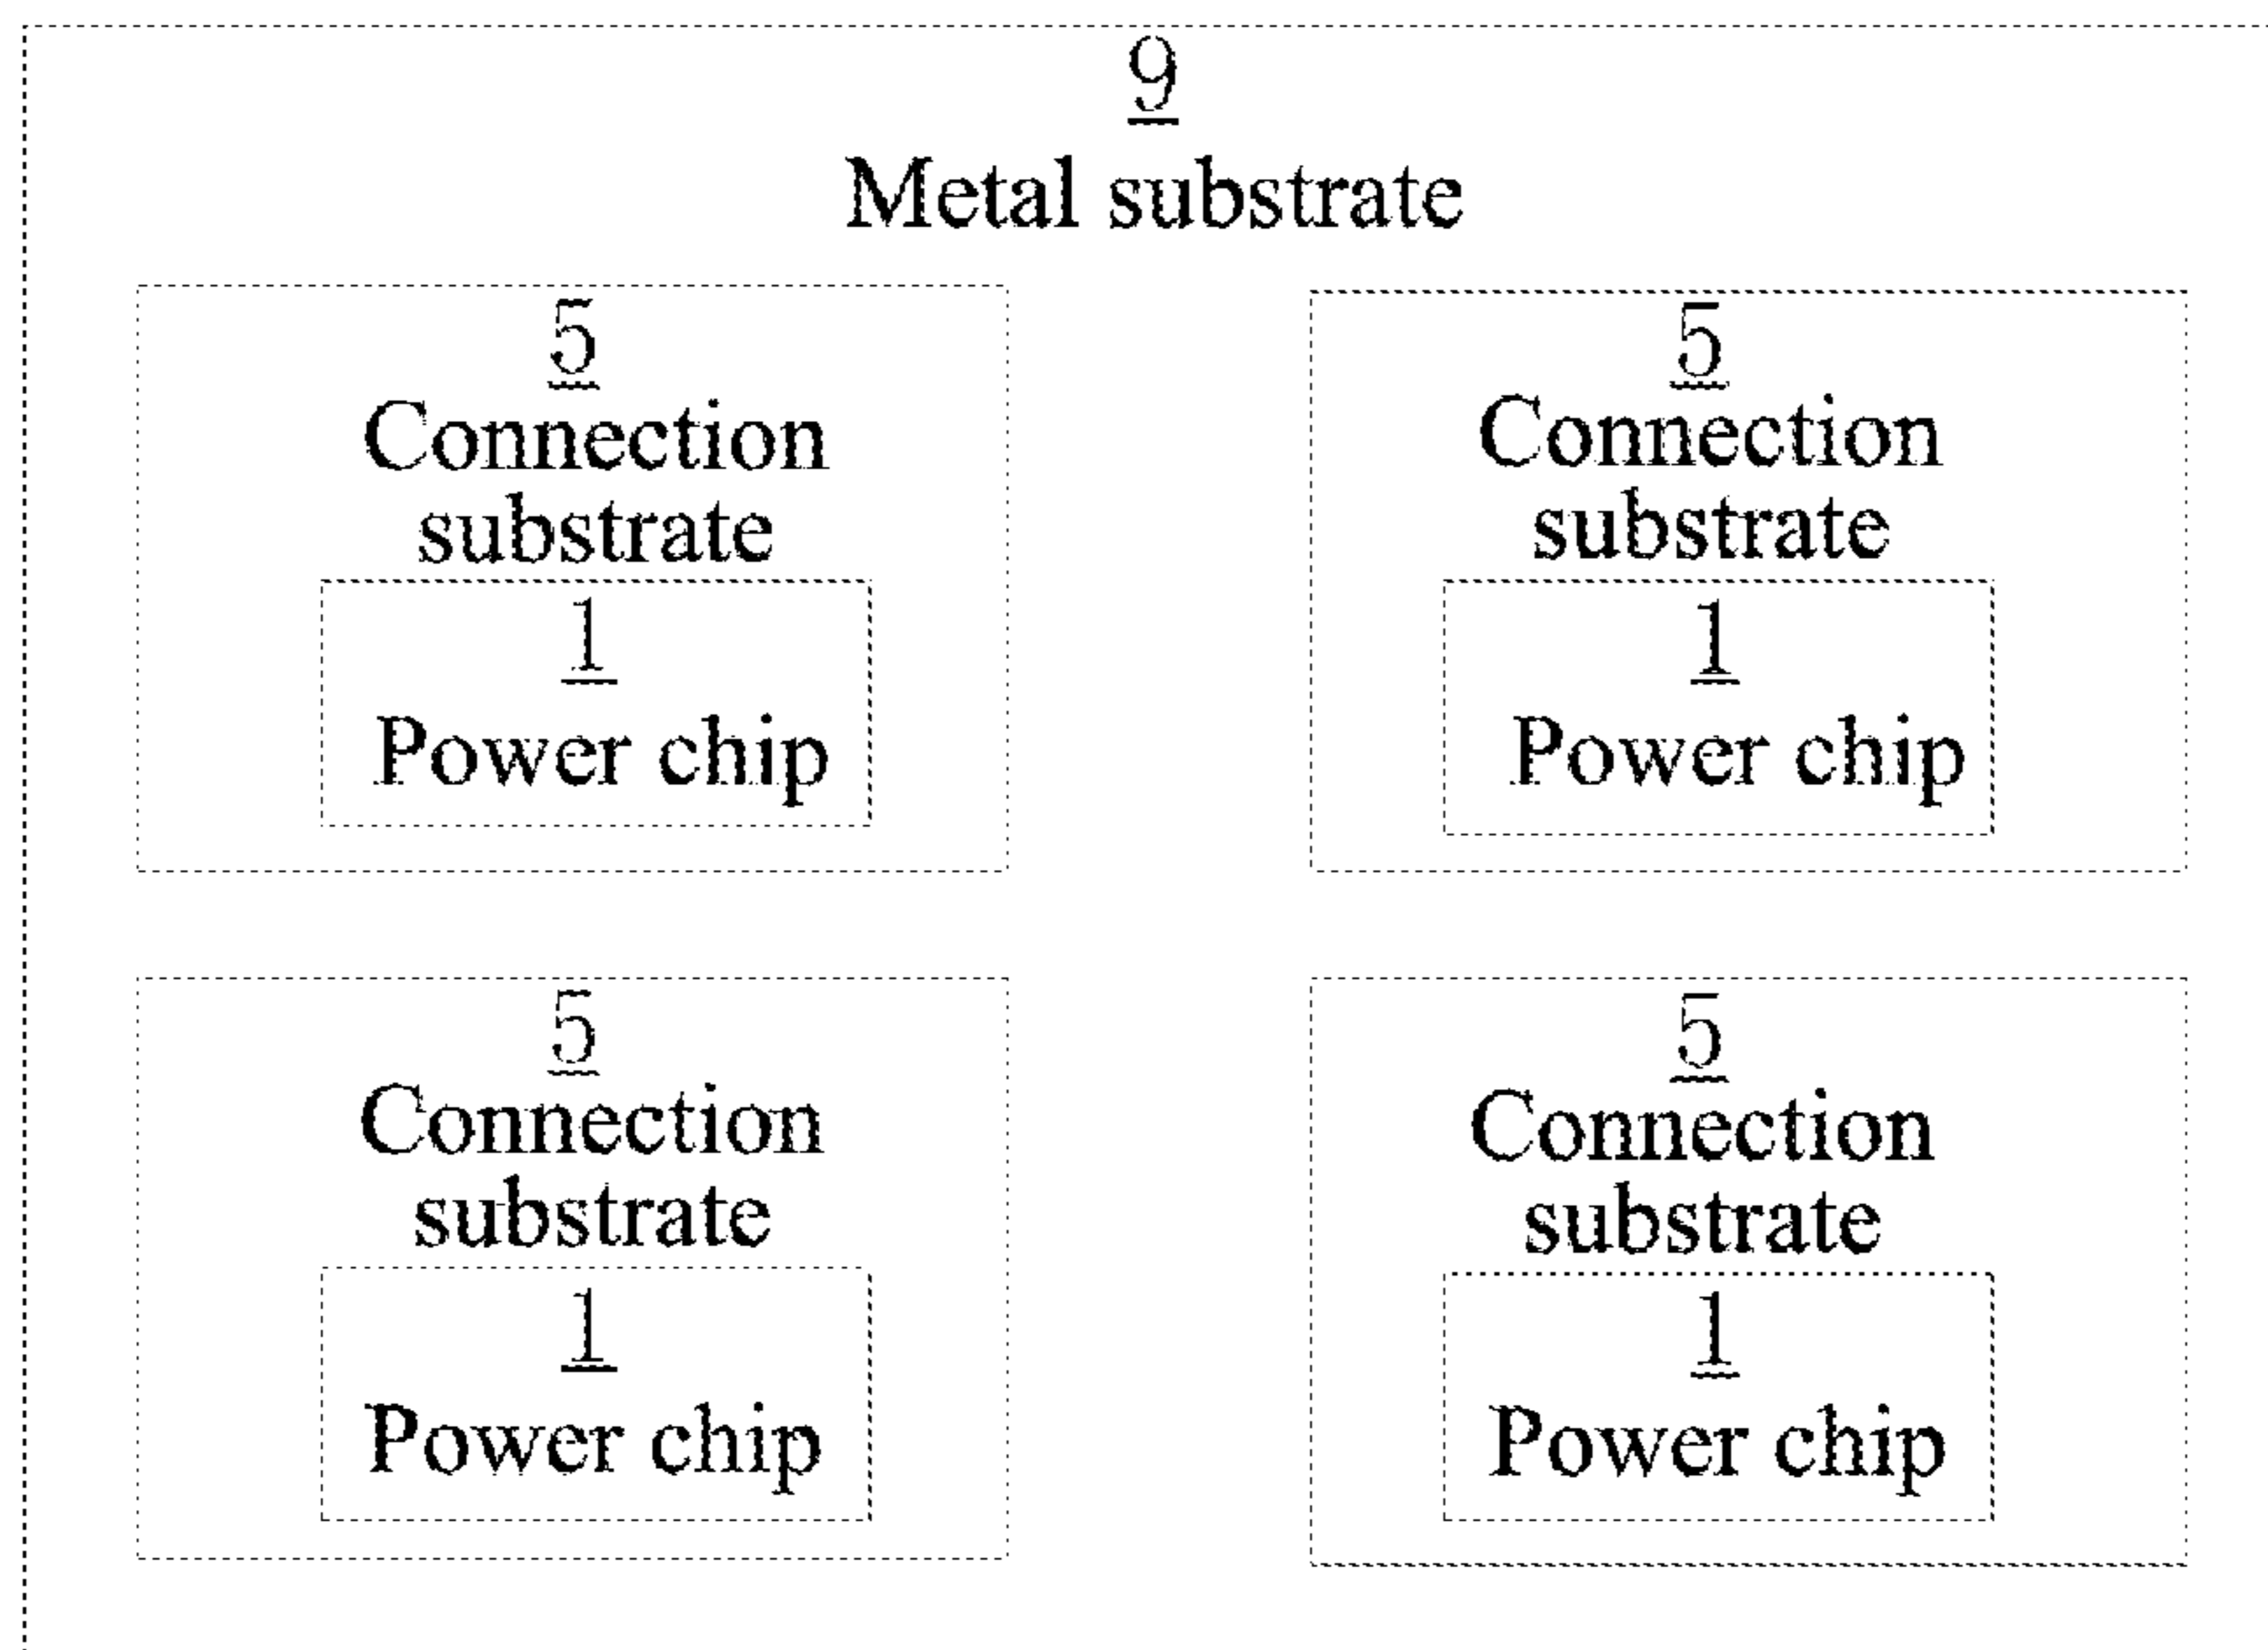 9
Metal substrate
5
Connection
substrate
1
Power chip
5
Connection
substrate
1
Power chip
5
Connection
substrate
1
Power chip
5
Connection
substrate
1
Power chip